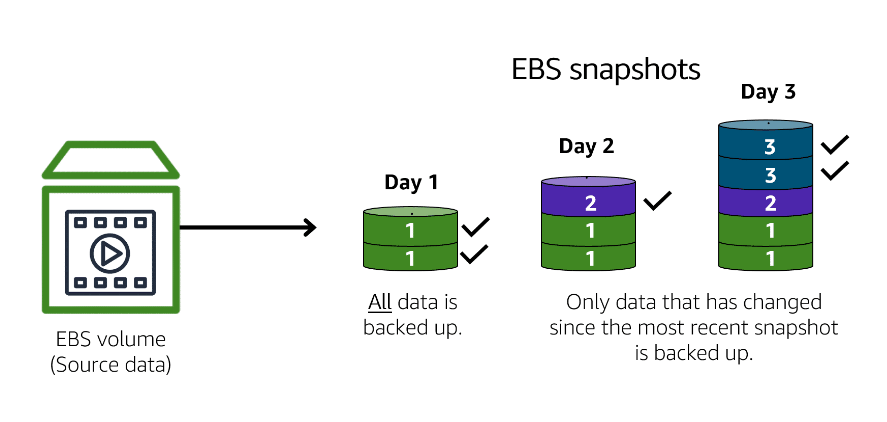 EBS snapshots
Day 1
Day 2
Day 3
1
1
2
1
1
3
3
2
1
1
EBS volume
(Source data)
All data is
backed up.
Only data that has changed
since the most recent snapshot
is backed up.